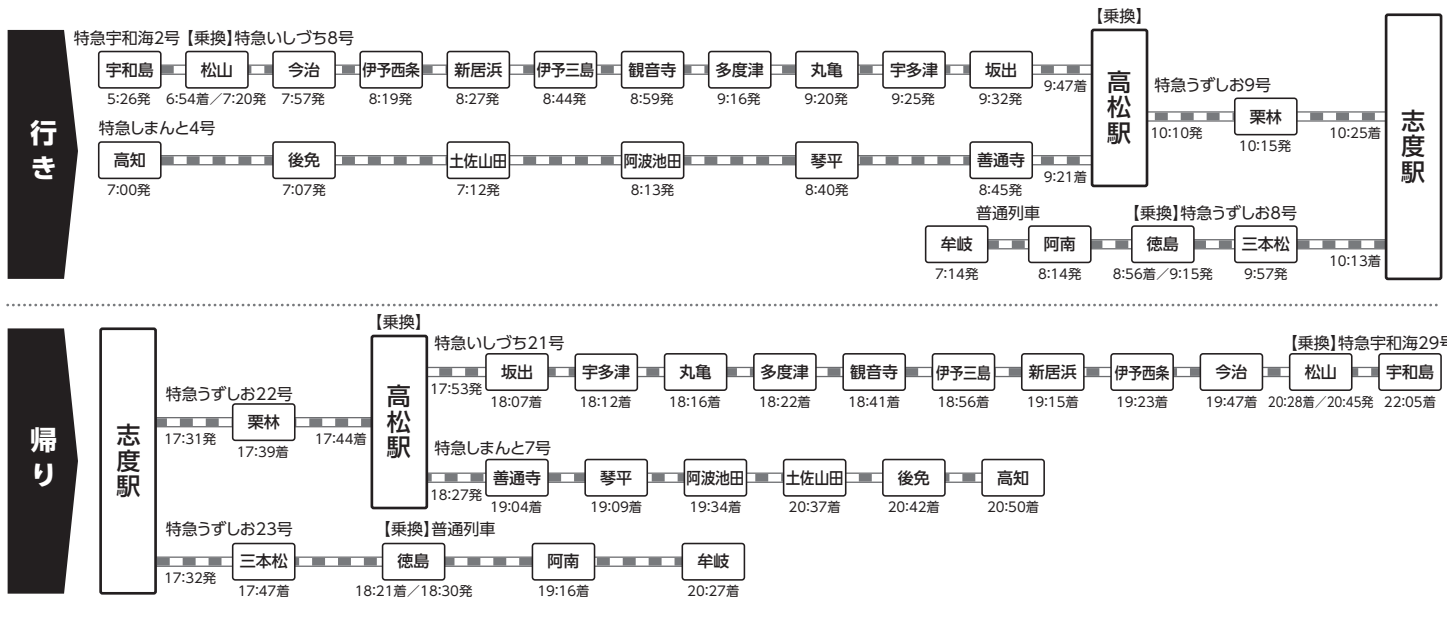 行き
特急宇和海2号 【乗換】特急いしづち8号
宇和島 松山 今治 伊予西条 新居浜 伊予三島 観音寺 多度津 丸亀 宇多津 坂出
5:26発 6:54着/7:20発 7:57発 8:19発 8:27発 8:44発 8:59発 9:16発 9:20発 9:25発 9:32発 9:47着
特急しまんと4号
高知 後免 土佐山田 阿波池田 琴平 善通寺
7:00発 7:07発 7:12発 8:13発 8:40発 8:45発 9:21着
【乗換】
高松駅
特急うずしお9号
栗林
10:10発 10:15発 10:25着
普通列車 【乗換】特急うずしお8号
牟岐 阿南 徳島 三本松
7:14発 8:14発 8:56着/9:15発 9:57発 10:13着
志度駅
帰り
志度駅
特急うずしお22号
栗林
17:31発 17:39着 17:44着
【乗換】
高松駅
特急いしづち21号 【乗換】特急宇和海29号
坂出 宇多津 丸亀 多度津 観音寺 伊予三島 新居浜 伊予西条 今治 松山 宇和島
17:53発 18:07着 18:12着 18:16着 18:22着 18:41着 18:56着 19:15着 19:23着 19:47着 20:28着/20:45発 22:05着
特急しまんと7号
善通寺 琴平 阿波池田 土佐山田 後免 高知
18:27発 19:04着 19:09着 19:34着 20:37着 20:42着 20:50着
特急うずしお23号 【乗換】普通列車
三本松 徳島 阿南 牟岐
17:32発 17:47着 18:21着/18:30発 19:16着 20:27着